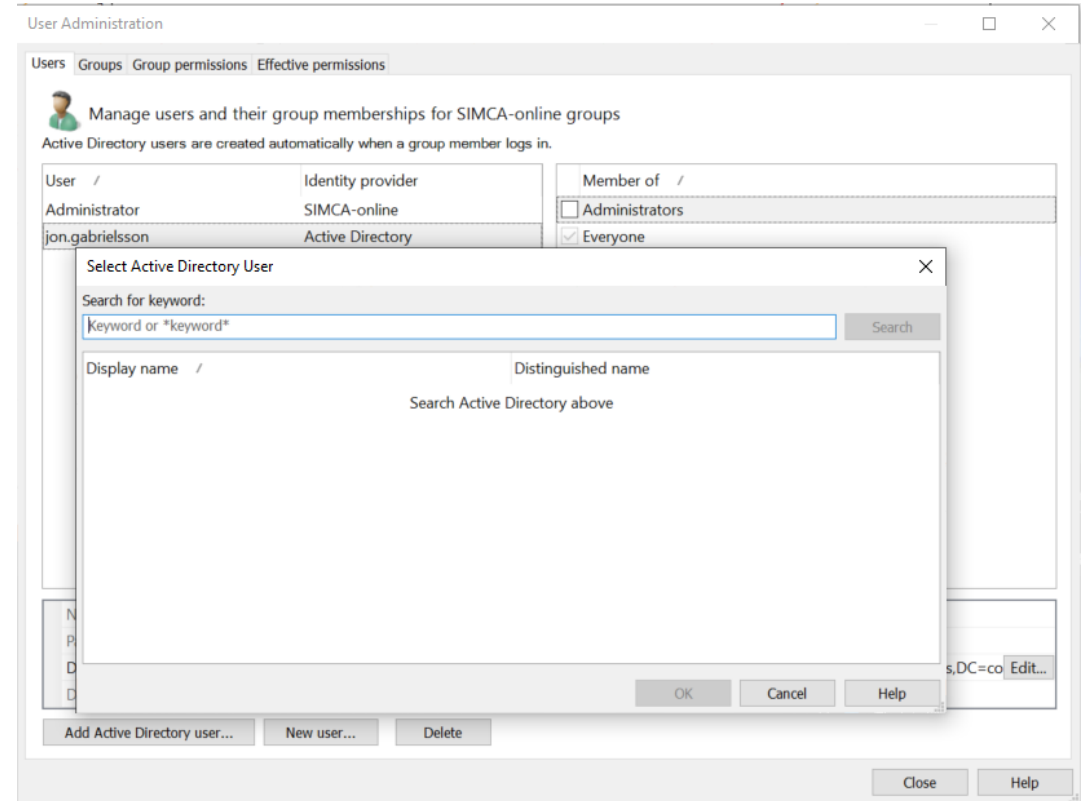 User Administration
Users Groups Group permissions Effective permissions
Manage users and their group memberships for SIMCA-online groups
Active Directory users are created automatically when a group member logs in.
User / Identity provider Member of /
Administrator SIMCA-online Administrators
jon.gabrielsson Active Directory Everyone
Select Active Directory User
Search for keyword:
Keyword or *keyword* Search
Display name / Distinguished name
Search Active Directory above
s,DC=co Edit...
OK Cancel Help
Add Active Directory user... New user... Delete
Close Help